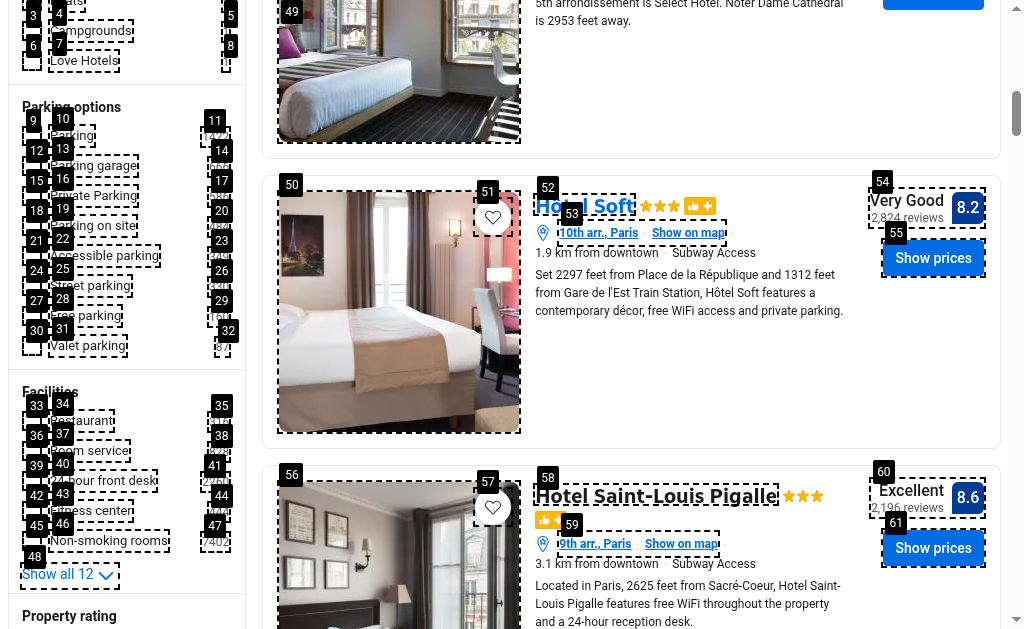 3 4 5
Campgrounds
6 7 8
Love Hotels
Parking options
9 10 11
Parking
12 13 14
Parking garage
15 16 17
Private Parking
18 19 20
Parking on site
21 22 23
Accessible parking
24 25 26
Street parking
27 28 29
Free parking
30 31 32
Valet parking 87
Facilities
33 34 35
Restaurant
36 37 38
Room service
39 40 41
24-hour front desk
42 43 44
Fitness center
45 46 47
Non-smoking rooms 7402
48
Show all 12
Property rating
49
5th arrondissement is Select Hotel. Noter Dame Cathedral
is 2953 feet away.
50 51 52 53 54 55
Hôtel Soft
10th arr., Paris · Show on map ·
1.9 km from downtown · Subway Access
Set 2297 feet from Place de la République and 1312 feet
from Gare de l'Est Train Station, Hôtel Soft features a
contemporary décor, free WiFi access and private parking.
Very Good 8.2
2,824 reviews
Show prices
56 57 58 59 60 61
Hotel Saint-Louis Pigalle
9th arr., Paris · Show on map ·
3.1 km from downtown · Subway Access
Located in Paris, 2625 feet from Sacré-Coeur, Hotel Saint-
Louis Pigalle features free WiFi throughout the property
and a 24-hour reception desk.
Excellent 8.6
2,196 reviews
Show prices